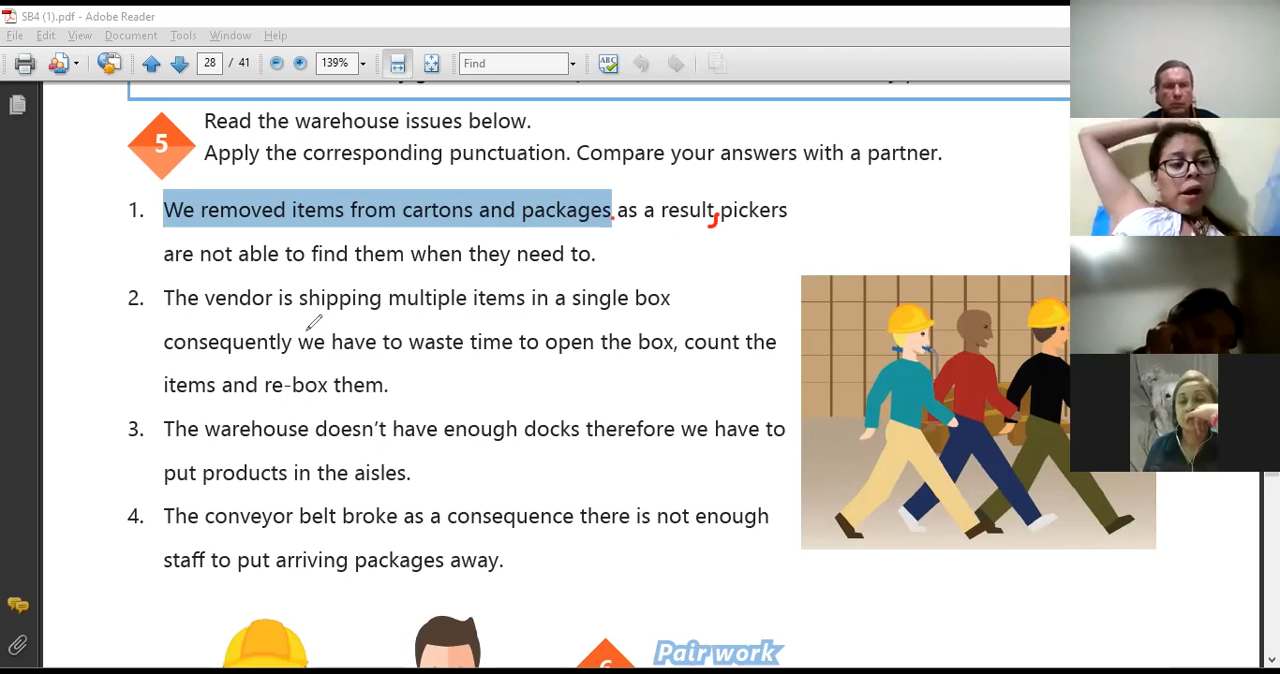 SB4 (1).pdf - Adobe Reader
File Edit View Document Tools Window Help
28 / 41 139% Find
5 Read the warehouse issues below.
Apply the corresponding punctuation. Compare your answers with a partner.
1. We removed items from cartons and packages. as a result, pickers
are not able to find them when they need to.
2. The vendor is shipping multiple items in a single box
consequently we have to waste time to open the box, count the
items and re-box them.
3. The warehouse doesn't have enough docks therefore we have to
put products in the aisles.
4. The conveyor belt broke as a consequence there is not enough
staff to put arriving packages away.
6 Pair work